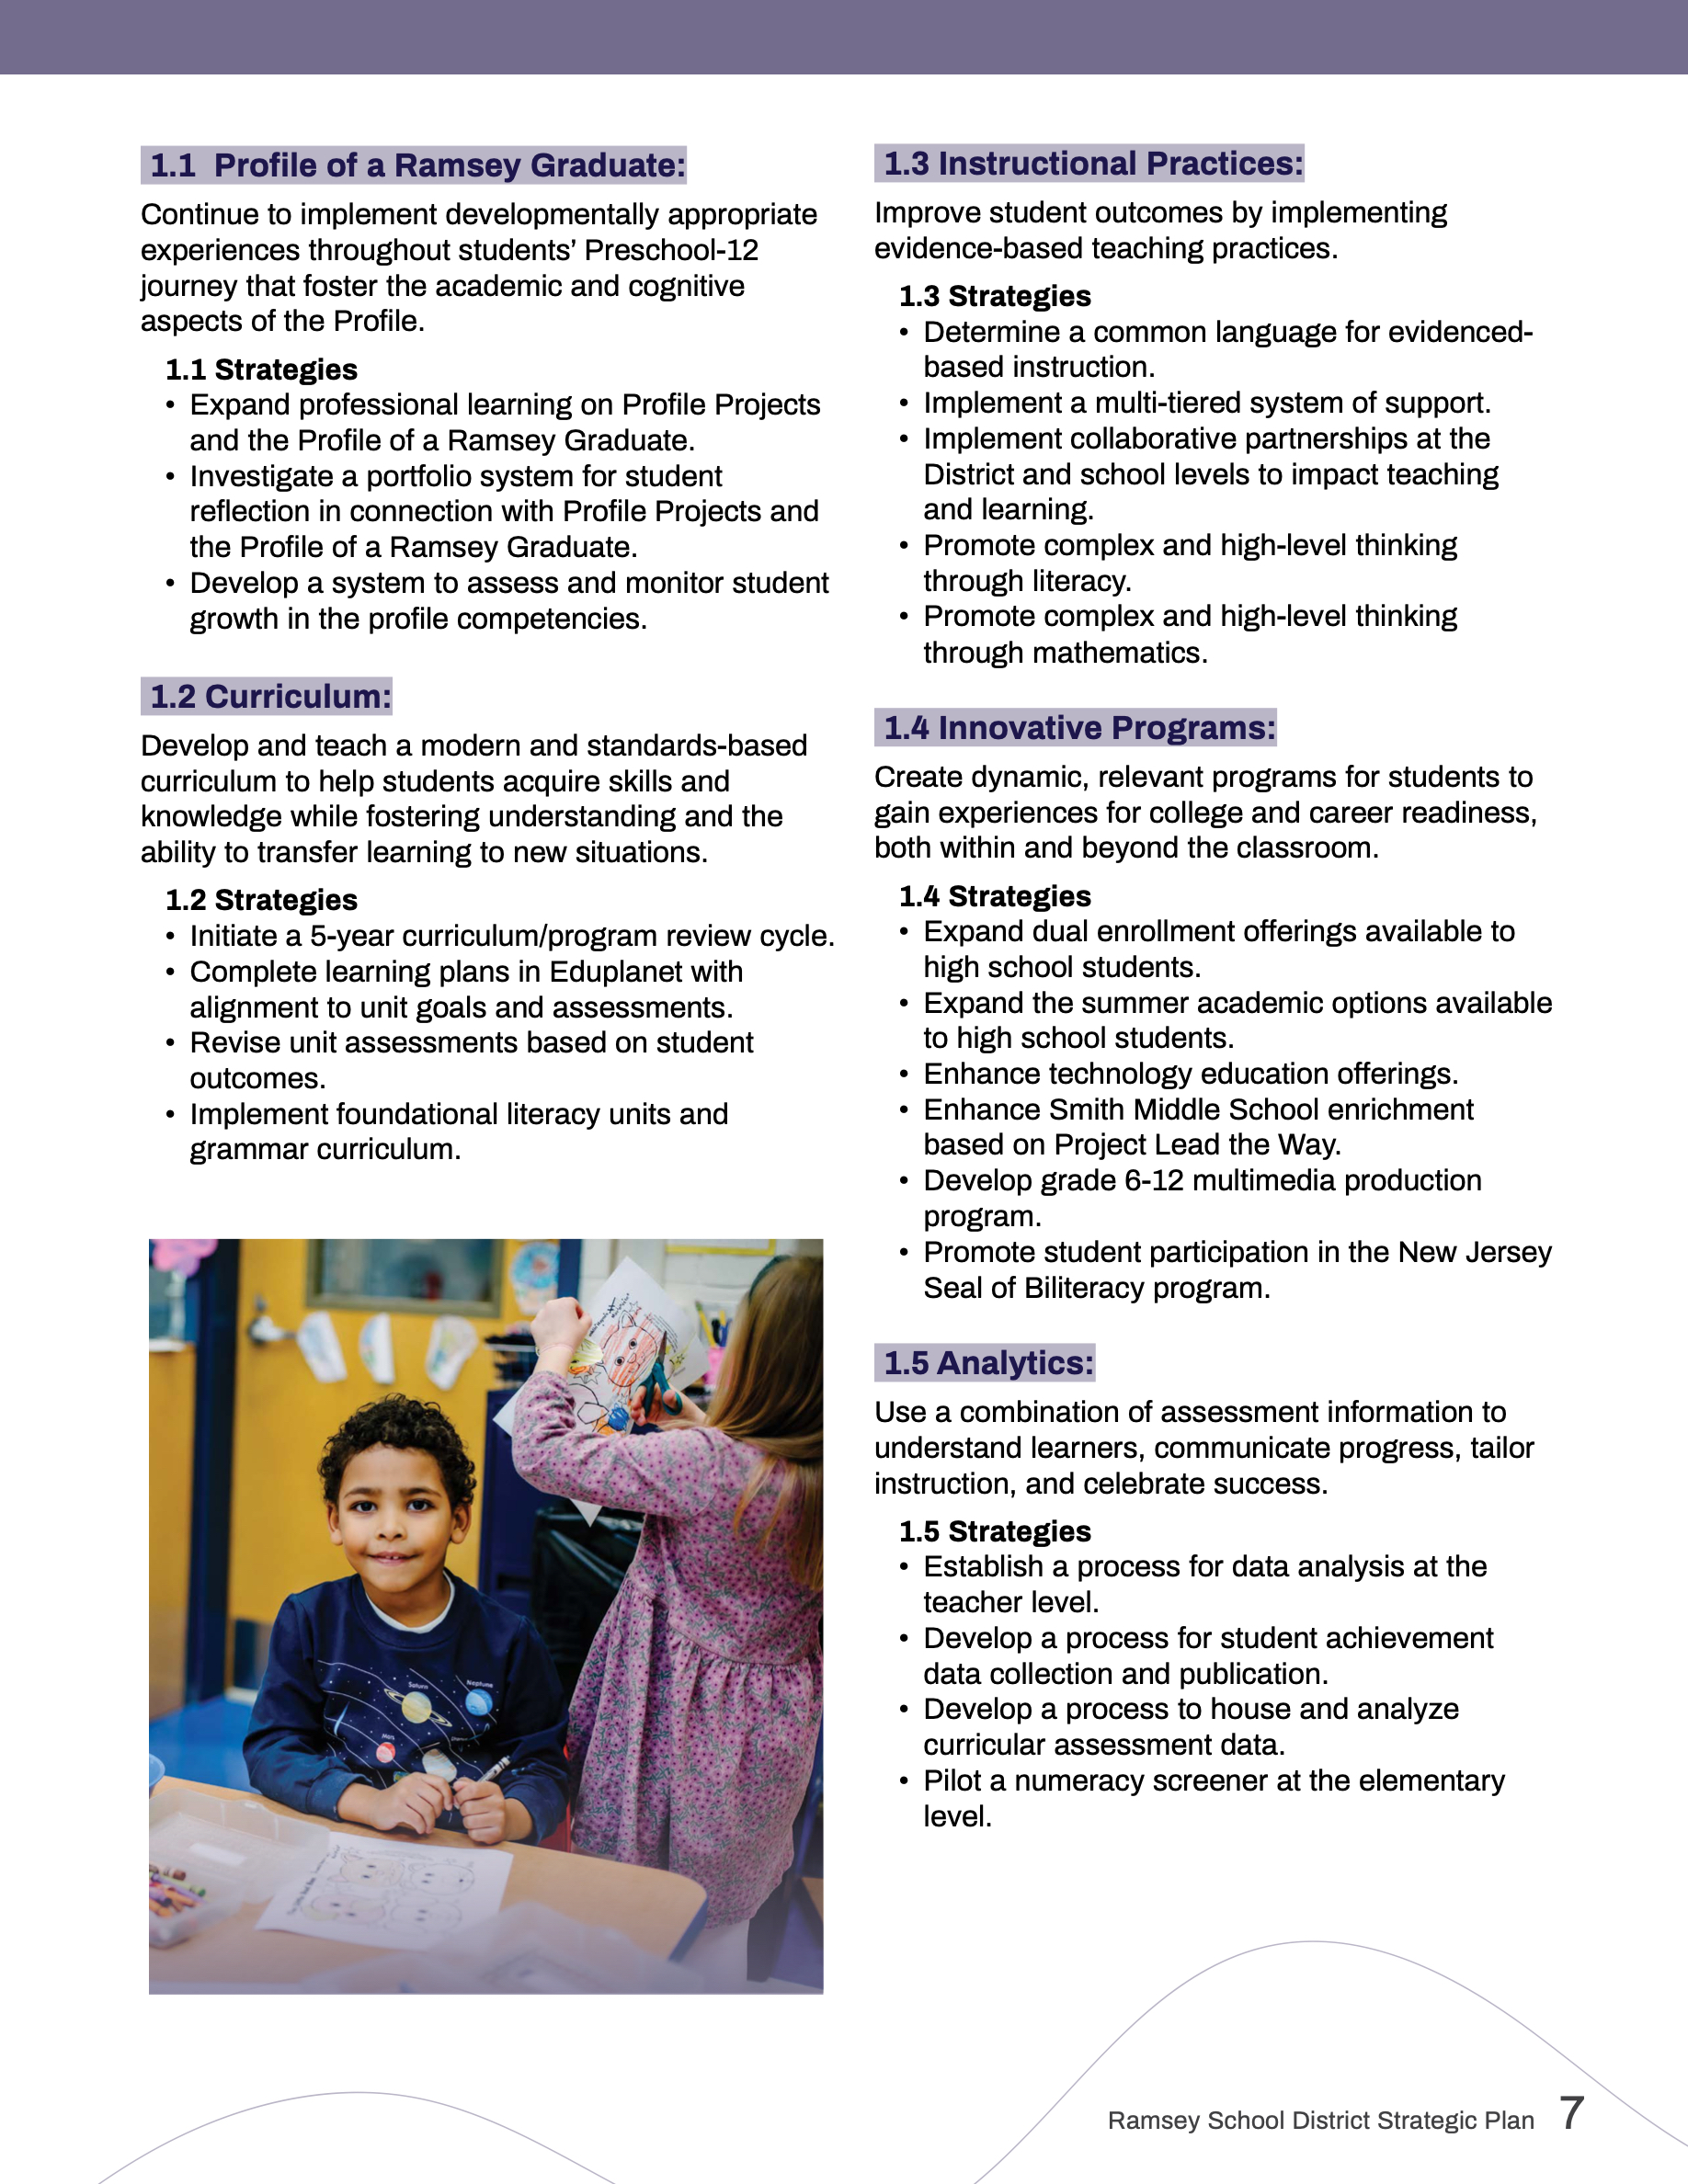 1.1 Profile of a Ramsey Graduate:
Continue to implement developmentally appropriate
experiences throughout students’ Preschool-12
journey that foster the academic and cognitive
aspects of the Profile.
1.1 Strategies
• Expand professional learning on Profile Projects
and the Profile of a Ramsey Graduate.
• Investigate a portfolio system for student
reflection in connection with Profile Projects and
the Profile of a Ramsey Graduate.
• Develop a system to assess and monitor student
growth in the profile competencies.
1.2 Curriculum:
Develop and teach a modern and standards-based
curriculum to help students acquire skills and
knowledge while fostering understanding and the
ability to transfer learning to new situations.
1.2 Strategies
• Initiate a 5-year curriculum/program review cycle.
• Complete learning plans in Eduplanet with
alignment to unit goals and assessments.
• Revise unit assessments based on student
outcomes.
• Implement foundational literacy units and
grammar curriculum.
Saturn
Neptune
Mars
1.3 Instructional Practices:
Improve student outcomes by implementing
evidence-based teaching practices.
1.3 Strategies
• Determine a common language for evidenced-
based instruction.
• Implement a multi-tiered system of support.
• Implement collaborative partnerships at the
District and school levels to impact teaching
and learning.
• Promote complex and high-level thinking
through literacy.
• Promote complex and high-level thinking
through mathematics.
1.4 Innovative Programs:
Create dynamic, relevant programs for students to
gain experiences for college and career readiness,
both within and beyond the classroom.
1.4 Strategies
• Expand dual enrollment offerings available to
high school students.
• Expand the summer academic options available
to high school students.
• Enhance technology education offerings.
• Enhance Smith Middle School enrichment
based on Project Lead the Way.
• Develop grade 6-12 multimedia production
program.
• Promote student participation in the New Jersey
Seal of Biliteracy program.
1.5 Analytics:
Use a combination of assessment information to
understand learners, communicate progress, tailor
instruction, and celebrate success.
1.5 Strategies
• Establish a process for data analysis at the
teacher level.
• Develop a process for student achievement
data collection and publication.
• Develop a process to house and analyze
curricular assessment data.
• Pilot a numeracy screener at the elementary
level.
Ramsey School District Strategic Plan 7